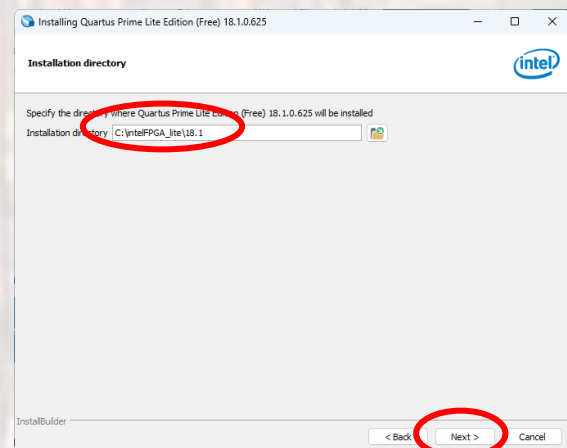 Installing Quartus Prime Lite Edition (Free) 18.1.0.625
Installation directory
intel
Specify the directory where Quartus Prime Lite Edition (Free) 18.1.0.625 will be installed
Installation directory C:\intelFPGA_lite\18.1
InstallBuilder
< Back Next > Cancel